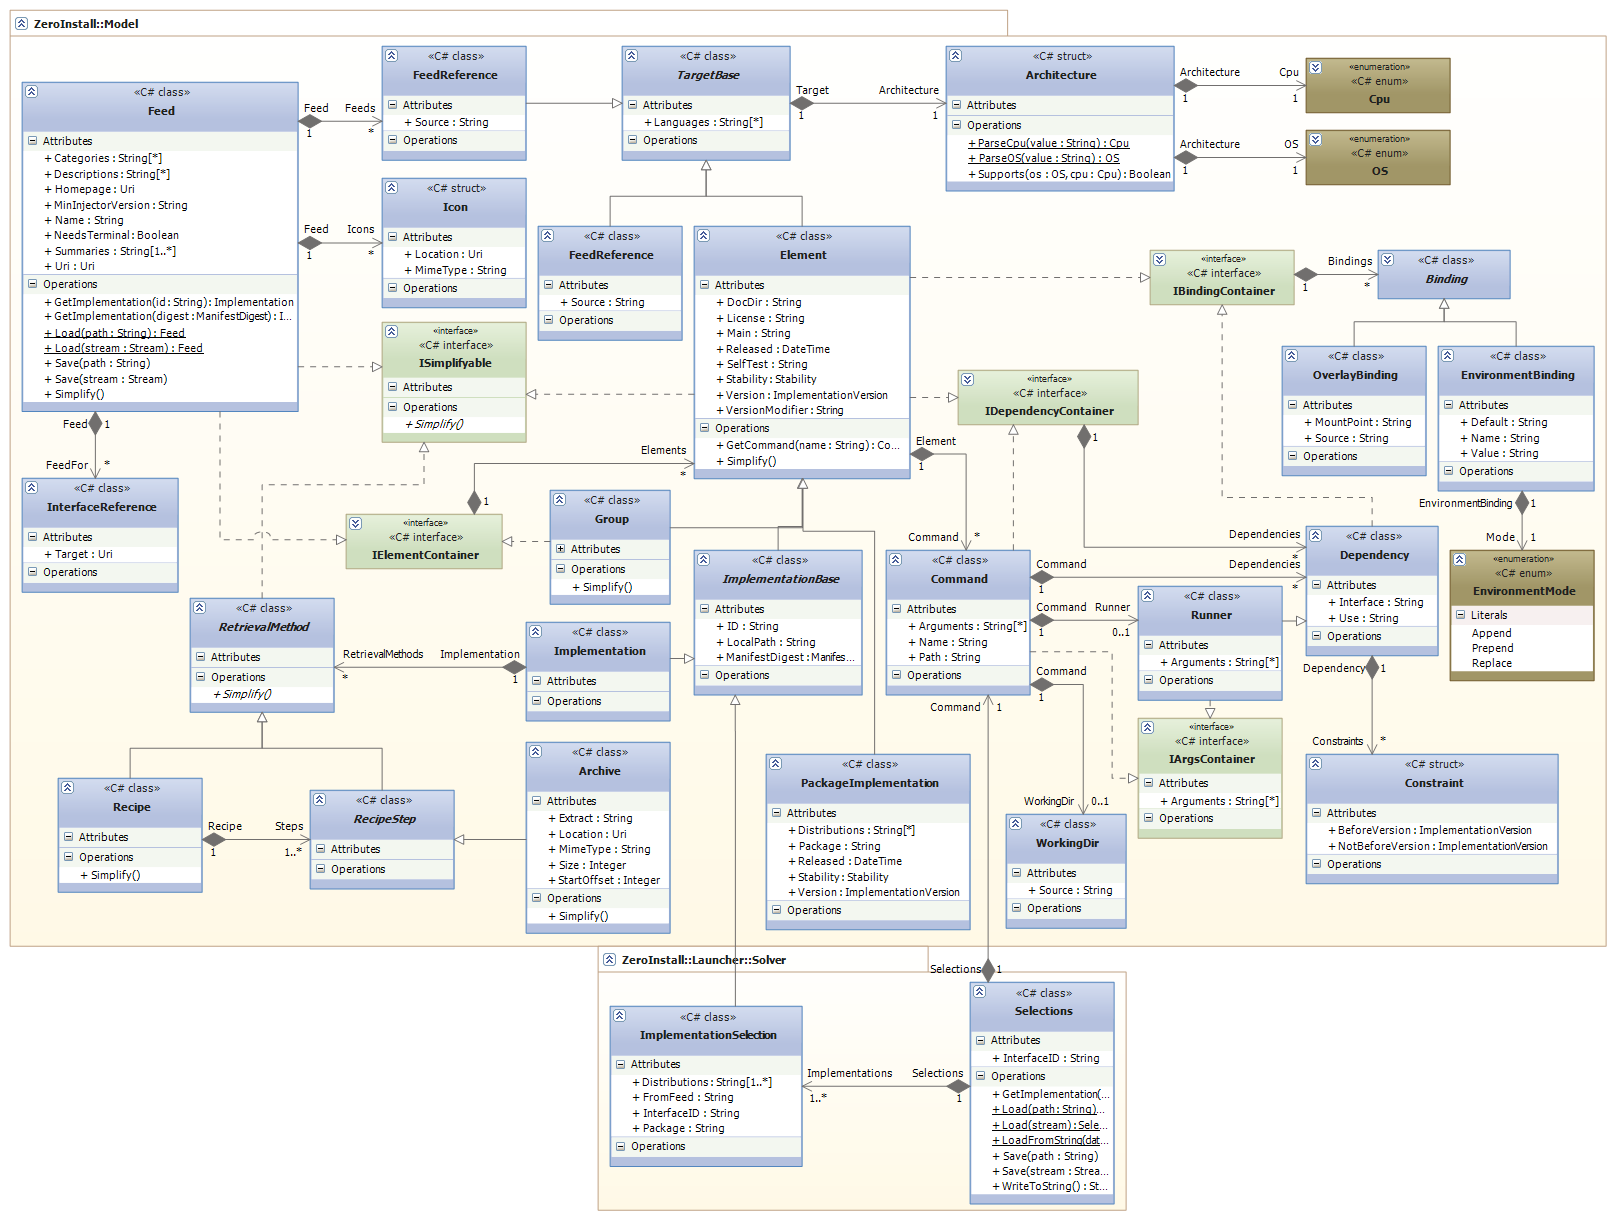 ZeroInstall::Model
«C# class»
Feed
Attributes
+ Categories : String[*]
+ Descriptions : String[*]
+ Homepage : Uri
+ MinInjectorVersion : String
+ Name : String
+ NeedsTerminal : Boolean
+ Summaries : String[1..*]
+ Uri : Uri
Operations
+ GetImplementation(id : String) : Implementation
+ GetImplementation(digest : ManifestDigest) : I...
+ Load(path : String) : Feed
+ Load(stream : Stream) : Feed
+ Save(path : String)
+ Save(stream : Stream)
+ Simplify()
Feed
Feeds
1
*
«C# class»
FeedReference
Attributes
+ Source : String
Operations
Feed
Icons
1
*
«C# struct»
Icon
Attributes
+ Location : Uri
+ MimeType : String
Operations
«C# class»
TargetBase
Attributes
+ Languages : String[*]
Operations
Target
Architecture
1
1
«C# struct»
Architecture
Attributes
Operations
+ ParseCpu(value : String) : Cpu
+ ParseOS(value : String) : OS
+ Supports(os : OS, cpu : Cpu) : Boolean
Architecture
Cpu
1
1
«enumeration»
«C# enum»
Cpu
Architecture
OS
1
1
«enumeration»
«C# enum»
OS
«C# class»
FeedReference
Attributes
+ Source : String
Operations
«C# class»
Element
Attributes
+ DocDir : String
+ License : String
+ Main : String
+ Released : DateTime
+ SelfTest : String
+ Stability : Stability
+ Version : ImplementationVersion
+ VersionModifier : String
Operations
+ GetCommand(name : String) : Co...
+ Simplify()
«interface»
«C# interface»
ISimplifyable
Attributes
Operations
+ Simplify()
«interface»
«C# interface»
IBindingContainer
Bindings
1
*
«C# class»
Binding
«C# class»
OverlayBinding
Attributes
+ MountPoint : String
+ Source : String
Operations
«C# class»
EnvironmentBinding
Attributes
+ Default : String
+ Name : String
+ Value : String
Operations
«interface»
«C# interface»
IDependencyContainer
1
Feed
1
FeedFor
*
«C# class»
InterfaceReference
Attributes
+ Target : Uri
Operations
Elements
*
1
«interface»
«C# interface»
IElementContainer
«C# class»
Group
Attributes
Operations
+ Simplify()
Element
1
Command
*
Dependencies
*
Dependencies
*
EnvironmentBinding
1
Mode
1
«enumeration»
«C# enum»
EnvironmentMode
Literals
Append
Prepend
Replace
«C# class»
ImplementationBase
Attributes
+ ID : String
+ LocalPath : String
+ ManifestDigest : Manifes...
Operations
«C# class»
Command
Attributes
+ Arguments : String[*]
+ Name : String
+ Path : String
Operations
Command
1
Command
Runner
1
0..1
Command
1
«C# class»
Runner
Attributes
+ Arguments : String[*]
Operations
«C# class»
Dependency
Attributes
+ Interface : String
+ Use : String
Operations
Dependency
1
Constraints
*
«C# class»
RetrievalMethod
Attributes
Operations
+ Simplify()
RetrievalMethods
Implementation
*
1
«C# class»
Implementation
Attributes
Operations
Command
1
«interface»
«C# interface»
IArgsContainer
Attributes
+ Arguments : String[*]
Operations
«C# struct»
Constraint
Attributes
+ BeforeVersion : ImplementationVersion
+ NotBeforeVersion : ImplementationVersion
Operations
«C# class»
Recipe
Attributes
Operations
+ Simplify()
Recipe
Steps
1
1..*
«C# class»
RecipeStep
Attributes
Operations
«C# class»
Archive
Attributes
+ Extract : String
+ Location : Uri
+ MimeType : String
+ Size : Integer
+ StartOffset : Integer
Operations
+ Simplify()
«C# class»
PackageImplementation
Attributes
+ Distributions : String[*]
+ Package : String
+ Released : DateTime
+ Stability : Stability
+ Version : ImplementationVersion
Operations
WorkingDir
0..1
«C# class»
WorkingDir
Attributes
+ Source : String
Operations
ZeroInstall::Launcher::Solver
Selections
1
«C# class»
ImplementationSelection
Attributes
+ Distributions : String[1..*]
+ FromFeed : String
+ InterfaceID : String
+ Package : String
Operations
Implementations
Selections
1..*
1
«C# class»
Selections
Attributes
+ InterfaceID : String
Operations
+ GetImplementation(...
+ Load(path : String)...
+ Load(stream) : Sele...
+ LoadFromString(dat...
+ Save(path : String)
+ Save(stream : Strea...
+ WriteToString() : St...